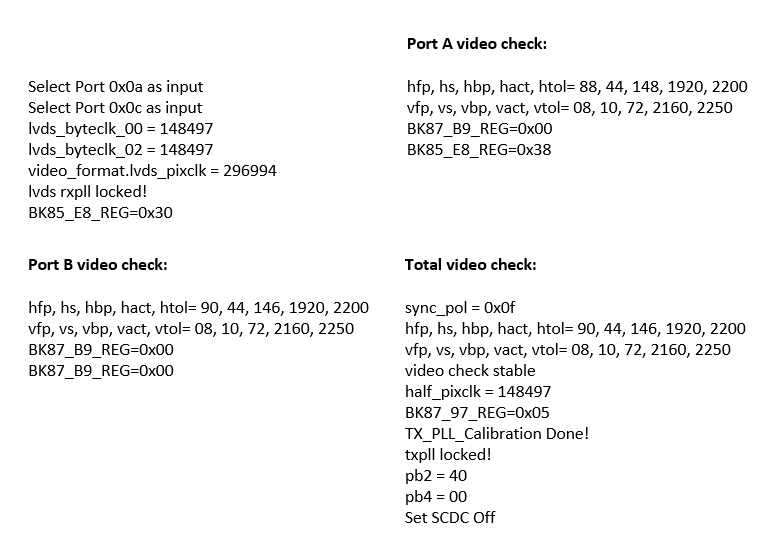 Select Port 0x0a as input
Select Port 0x0c as input
lvds_byteclk_00 = 148497
lvds_byteclk_02 = 148497
video_format.lvds_pixclk = 296994
lvds rxpll locked!
BK85_E8_REG=0x30
Port A video check:
hfp, hs, hbp, hact, htol= 88, 44, 148, 1920, 2200
vfp, vs, vbp, vact, vtol= 08, 10, 72, 2160, 2250
BK87_B9_REG=0x00
BK85_E8_REG=0x38
Port B video check:
hfp, hs, hbp, hact, htol= 90, 44, 146, 1920, 2200
vfp, vs, vbp, vact, vtol= 08, 10, 72, 2160, 2250
BK87_B9_REG=0x00
BK87_B9_REG=0x00
Total video check:
sync_pol = 0x0f
hfp, hs, hbp, hact, htol= 90, 44, 146, 1920, 2200
vfp, vs, vbp, vact, vtol= 08, 10, 72, 2160, 2250
video check stable
half_pixclk = 148497
BK87_97_REG=0x05
TX_PLL_Calibration Done!
txpll locked!
pb2 = 40
pb4 = 00
Set SCDC Off